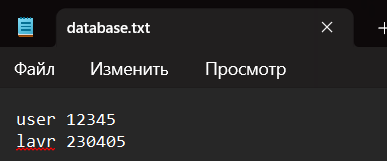 database.txt
Файл Изменить Просмотр
user 12345
lavr 230405